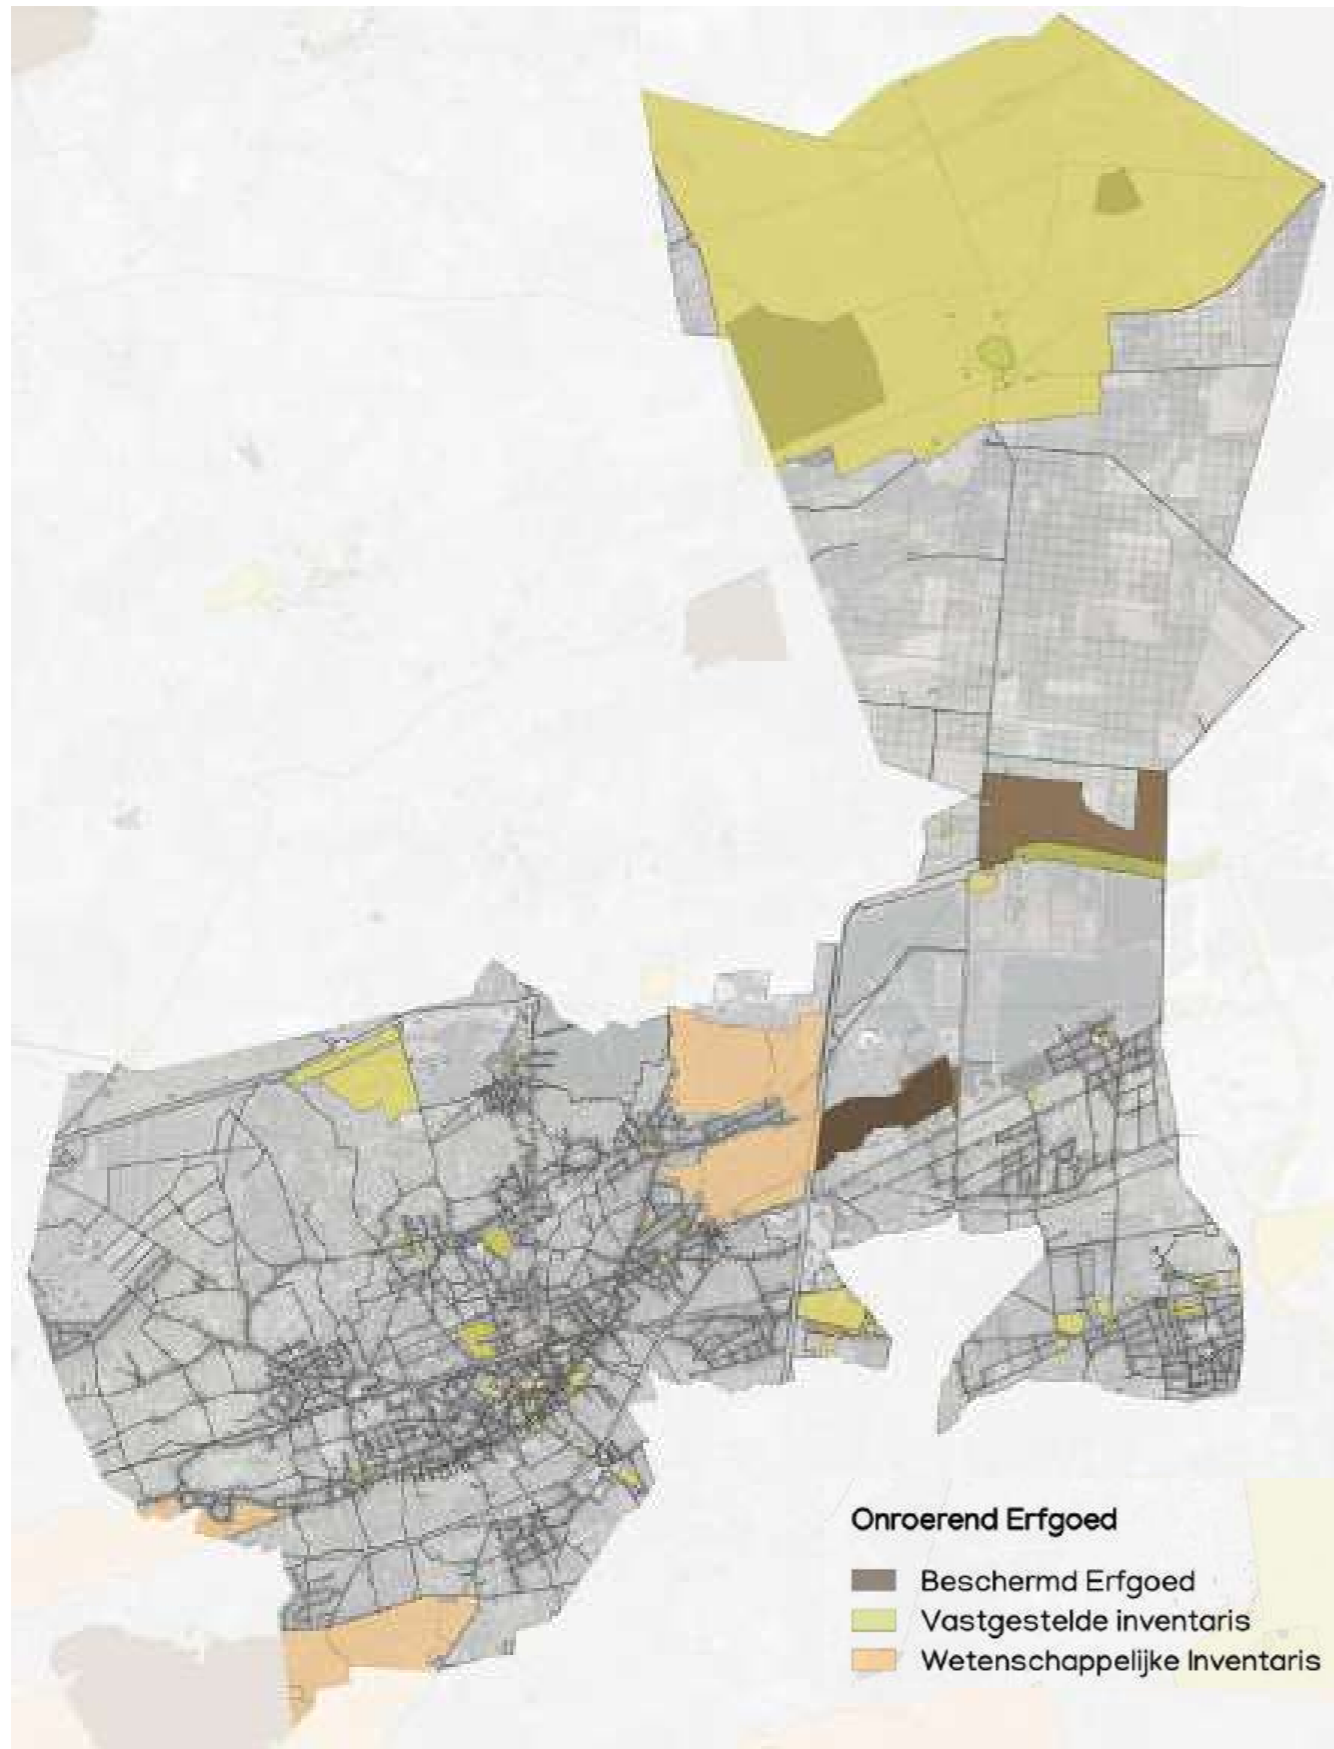 Onroerend Erfgoed
Beschermd Erfgoed
Vastgestelde inventaris
Wetenschappelijke Inventaris